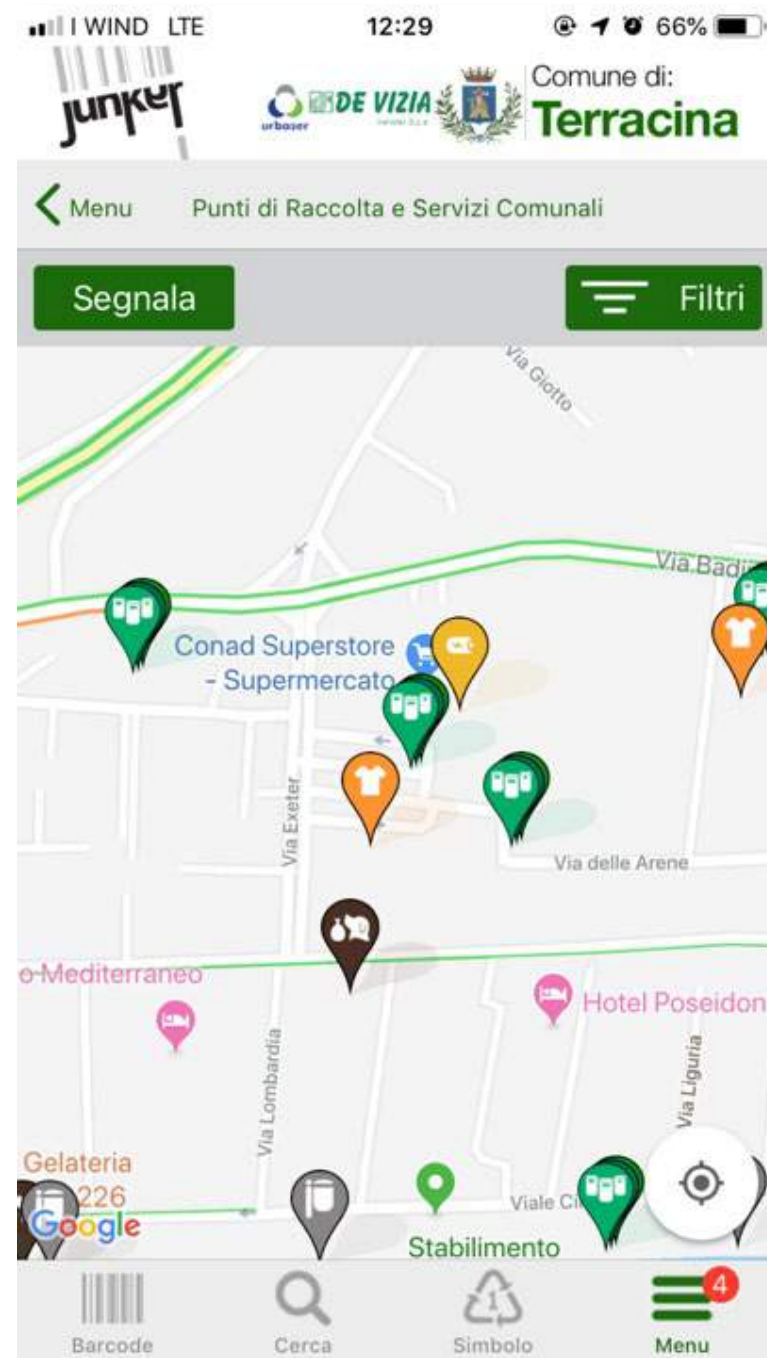 I WIND LTE 12:29 66%
junker
urbaser
DE VIZIA
Comune di:
Terracina
Menu Punti di Raccolta e Servizi Comunali
Segnala Filtri
Via Giotto
Via Badi
Conad Superstore
- Supermercato
Via Exeter
Via delle Arene
o Mediterraneo
Hotel Poseidon
Via Lombardia
Via Liguria
Gelateria
226
Google
Viale Ci
Stabilimento
4
1
Barcode Cerca Simbolo Menu